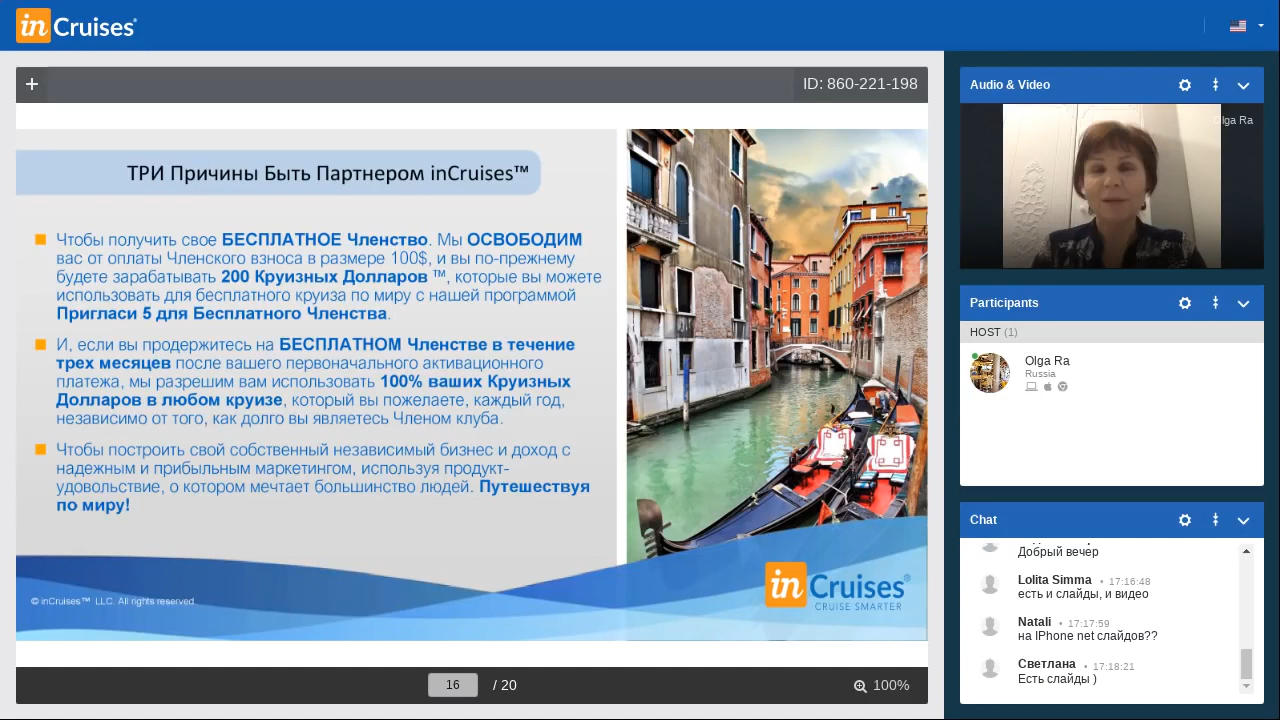 inCruises®
ID: 860-221-198
ТРИ Причины Быть Партнером inCruises™
Чтобы получить свое БЕСПЛАТНОЕ Членство. Мы ОСВОБОДИМ
вас от оплаты Членского взноса в размере 100$, и вы по-прежнему
будете зарабатывать 200 Круизных Долларов ™, которые вы можете
использовать для бесплатного круиза по миру с нашей программой
Пригласи 5 для Бесплатного Членства.
И, если вы продержитесь на БЕСПЛАТНОМ Членстве в течение
трех месяцев после вашего первоначального активационного
платежа, мы разрешим вам использовать 100% ваших Круизных
Долларов в любом круизе, который вы пожелаете, каждый год,
независимо от того, как долго вы являетесь Членом клуба.
Чтобы построить свой собственный независимый бизнес и доход с
надежным и прибыльным маркетингом, используя продукт-
удовольствие, о котором мечтает большинство людей. Путешествуя
по миру!
© inCruises™ LLC. All rights reserved
inCruises®
CRUISE SMARTER
16 / 20
100%
Audio & Video
Olga Ra
Participants
HOST (1)
Olga Ra
Russia
Chat
Добрый вечер
Lolita Simma • 17:16:48
есть и слайды, и видео
Natali • 17:17:59
на IPhone net слайдов??
Светлана • 17:18:21
Есть слайды )